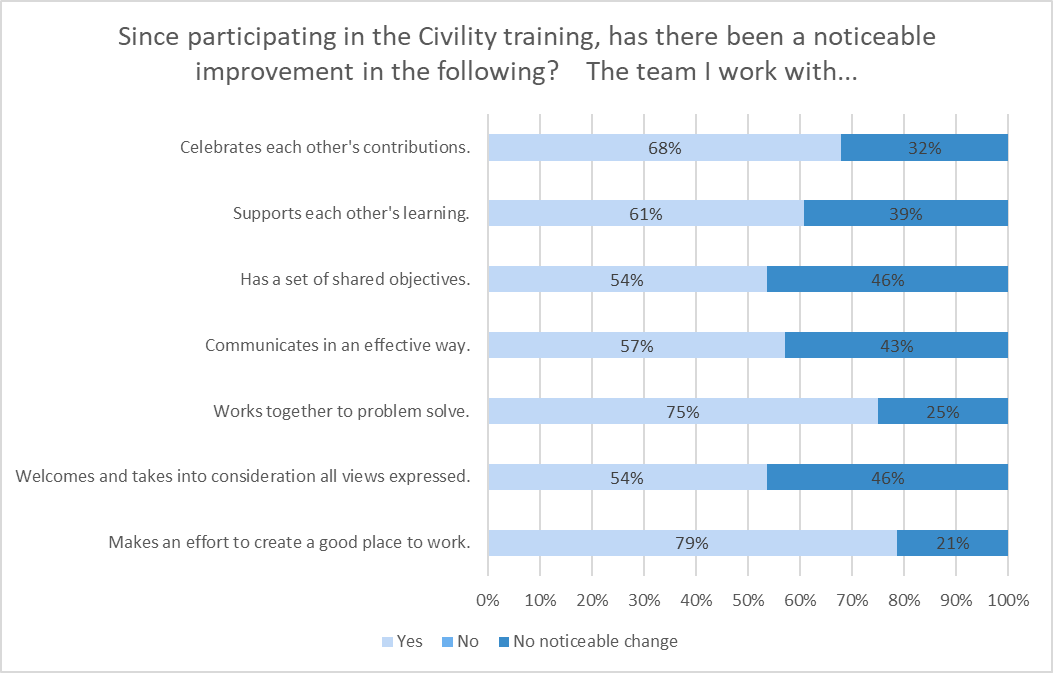 Since participating in the Civility training, has there been a noticeable
improvement in the following?    The team I work with...
Celebrates each other's contributions.
68%
32%
Supports each other's learning.
61%
39%
Has a set of shared objectives.
54%
46%
Communicates in an effective way.
57%
43%
Works together to problem solve.
75%
25%
Welcomes and takes into consideration all views expressed.
54%
46%
Makes an effort to create a good place to work.
79%
21%
0% 10% 20% 30% 40% 50% 60% 70% 80% 90% 100%
Yes No No noticeable change